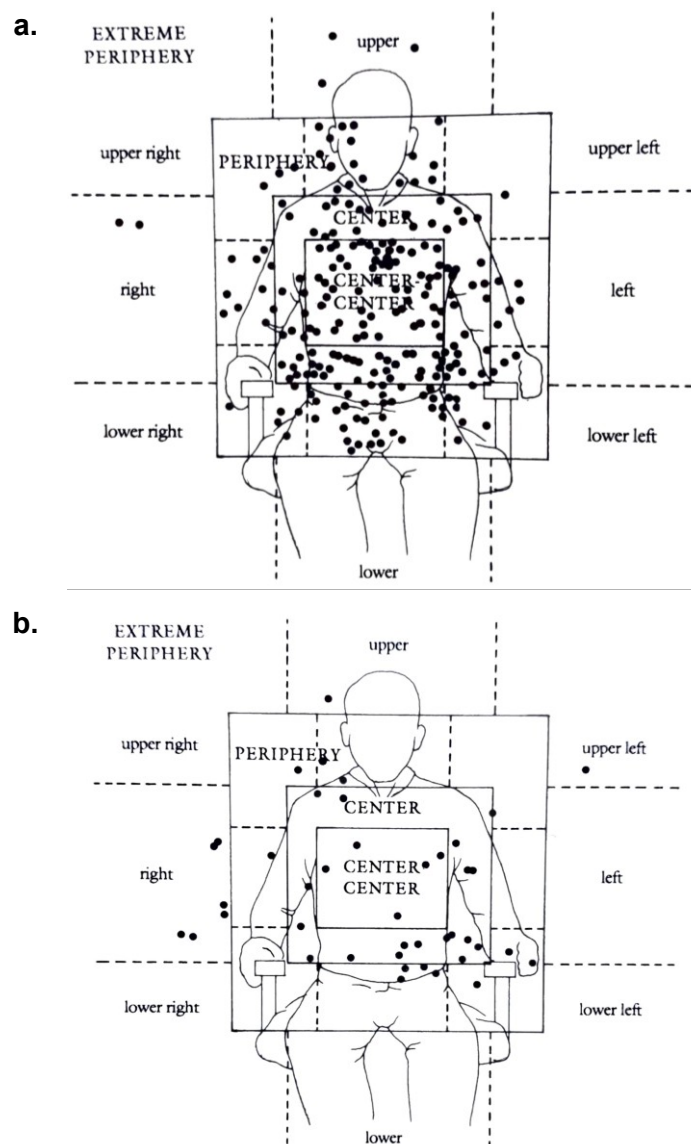 a.
EXTREME
PERIPHERY
upper
upper right
upper left
PERIPHERY
CENTER
CENTER-
CENTER
right
left
lower right
lower left
lower
b.
EXTREME
PERIPHERY
upper
upper right
upper left
PERIPHERY
CENTER
CENTER
CENTER
right
left
lower right
lower left
lower